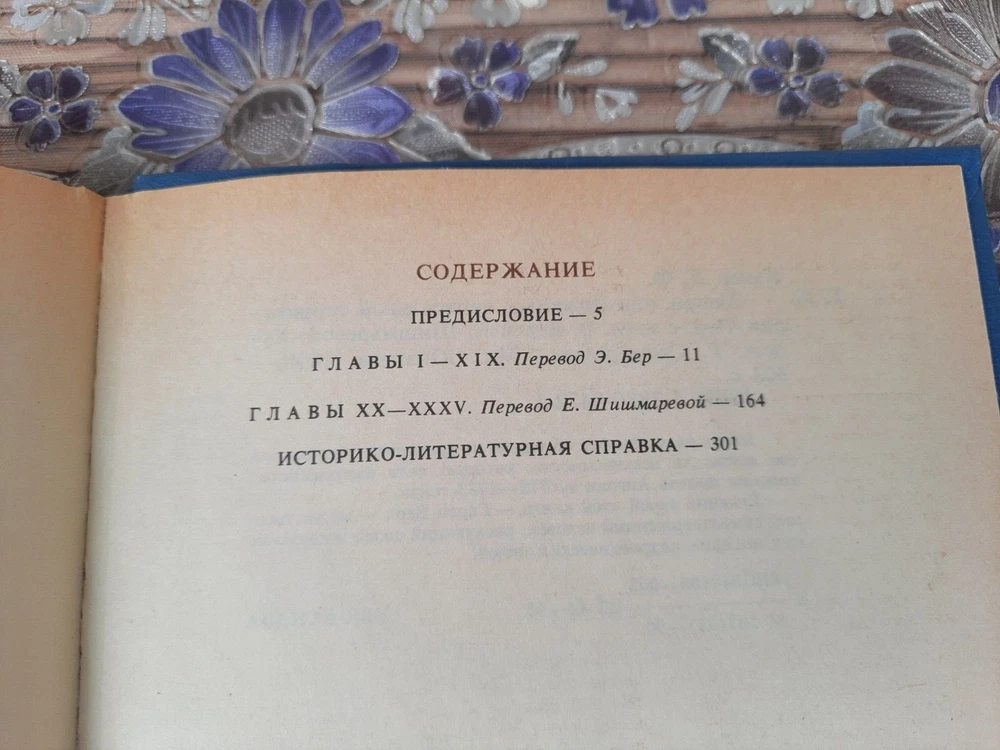 СОДЕРЖАНИЕ
ПРЕДИСЛОВИЕ — 5
ГЛАВЫ I — XIX. Перевод Э. Бер — 11
ГЛАВЫ XX—XXXV. Перевод Е. Шишмаревой — 164
ИСТОРИКО-ЛИТЕРАТУРНАЯ СПРАВКА — 301